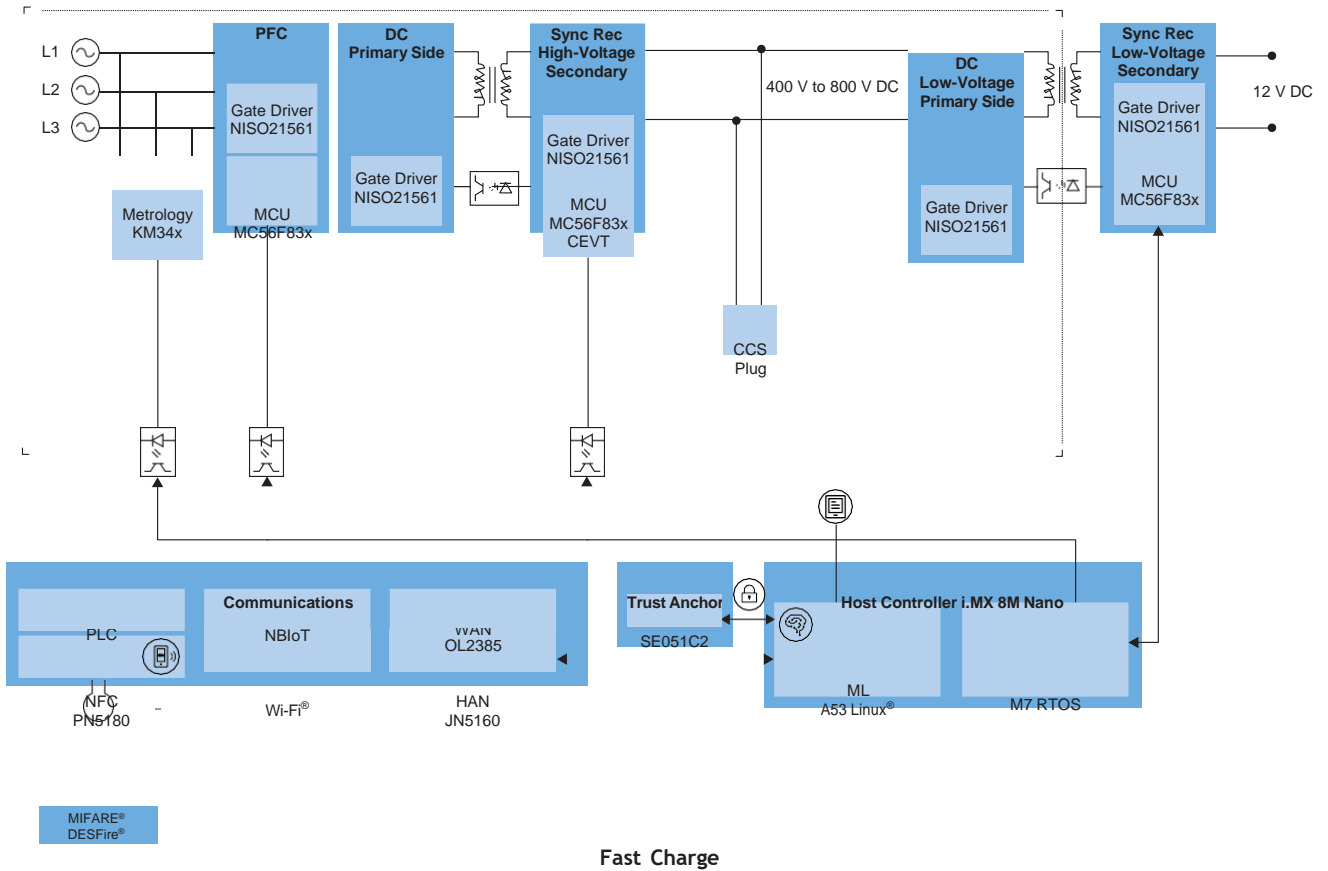 L1
L2
L3
PFC
Gate Driver
NISO21561
MCU
MC56F83x
Metrology
KM34x
DC
Primary Side
Gate Driver
NISO21561
Sync Rec
High-Voltage
Secondary
Gate Driver
NISO21561
MCU
MC56F83x
CEVT
400 V to 800 V DC
CCS
Plug
DC
Low-Voltage
Primary Side
Gate Driver
NISO21561
Sync Rec
Low-Voltage
Secondary
Gate Driver
NISO21561
MCU
MC56F83x
12 V DC
Communications
PLC
NBIoT
WAN
OL2385
NFC
PN5180
Wi-Fi®
HAN
JN5160
Trust Anchor
SE051C2
Host Controller i.MX 8M Nano
ML
A53 Linux®
M7 RTOS
MIFARE®
DESFire®
Fast Charge